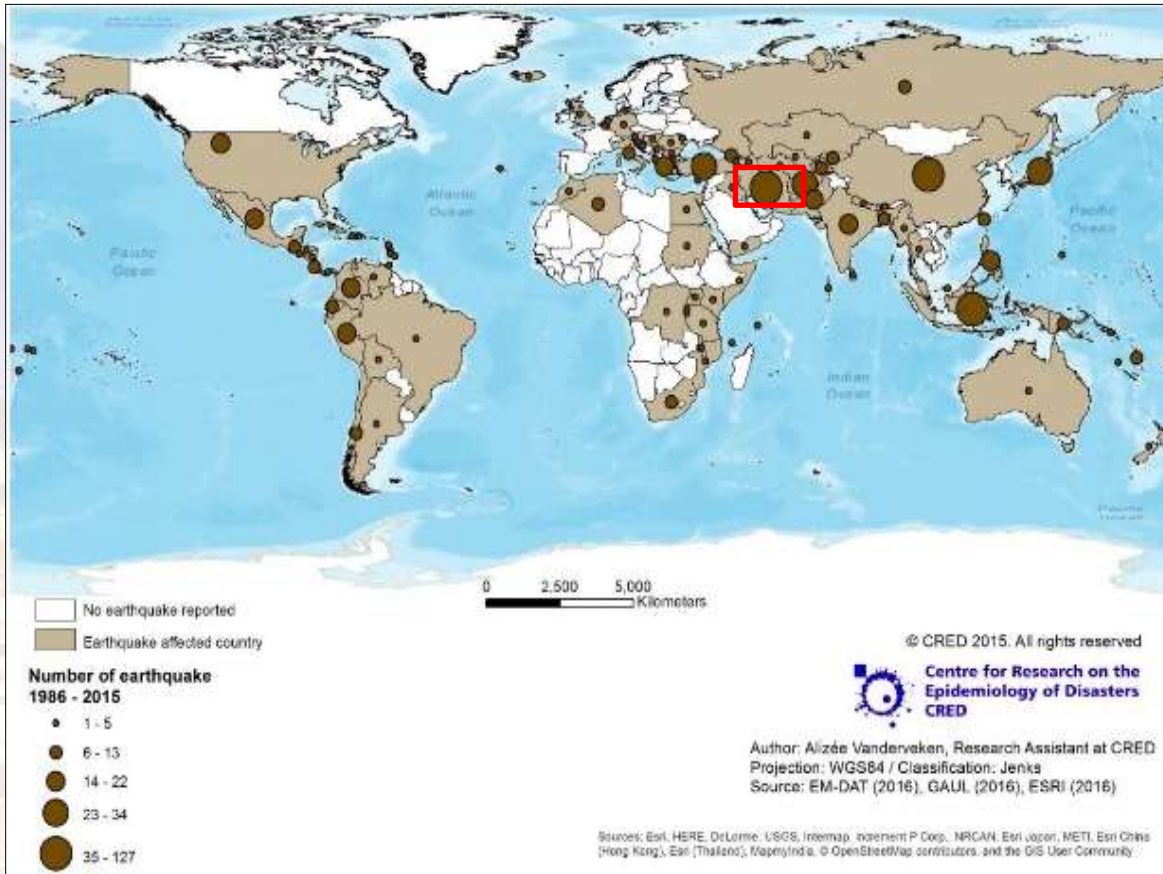 Atlantic
Ocean
Pacific
Ocean
Pacific
Ocean
Indian
Ocean
0 2,500 5,000
Kilometers
No earthquake reported
Earthquake affected country
Number of earthquake
1986 - 2015
1 - 5
6 - 13
14 - 22
23 - 34
35 - 127
© CRED 2015. All rights reserved
Centre for Research on the
Epidemiology of Disasters
CRED
Author: Alizée Vanderveken, Research Assistant at CRED
Projection: WGS84 / Classification: Jenks
Source: EM-DAT (2016), GAUL (2016), ESRI (2016)
Sources: Esri, HERE, DeLorme, USGS, Intermap, increment P Corp., NRCAN, Esri Japan, METI, Esri China
(Hong Kong), Esri (Thailand), MapmyIndia, © OpenStreetMap contributors, and the GIS User Community